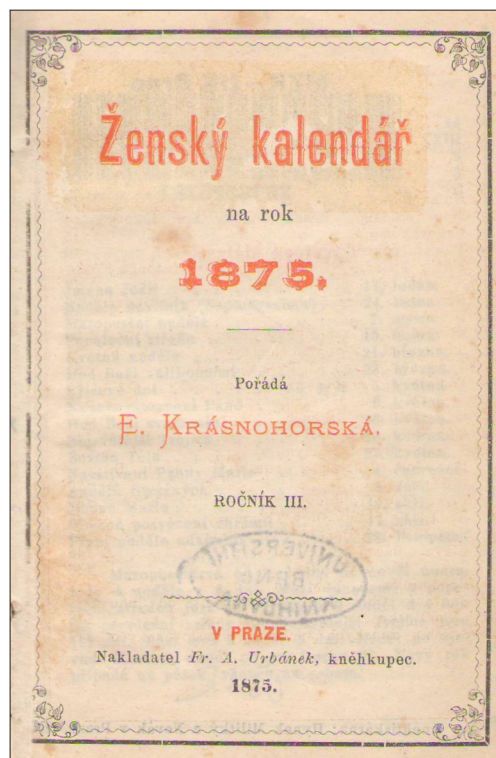 Ženský kalendář
na rok
1875.
Pořádá
E. Krásnohorská.
ROČNÍK III.
V PRAZE.
Nakladatel Fr. A. Urbánek, kněhkupec.
1875.